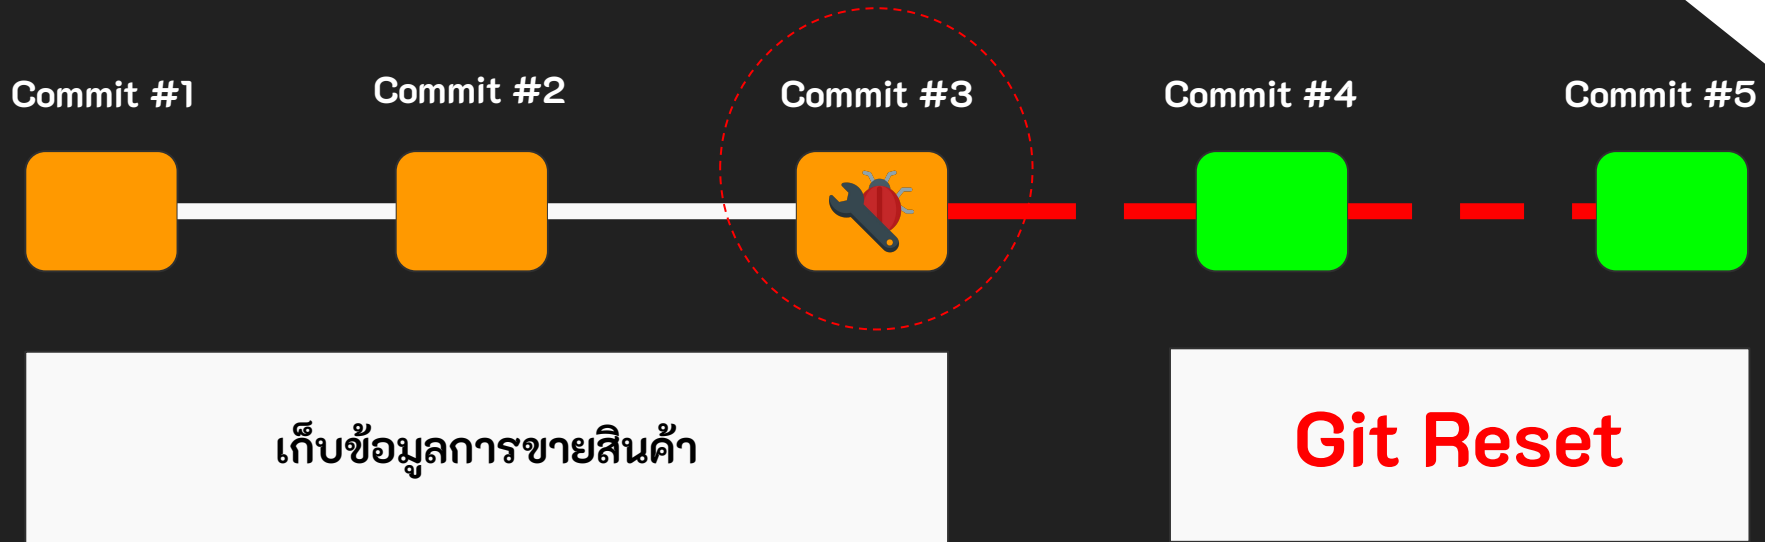 Commit #1
Commit #2
Commit #3
Commit #4
Commit #5
เก็บข้อมูลการขายสินค้า
Git Reset